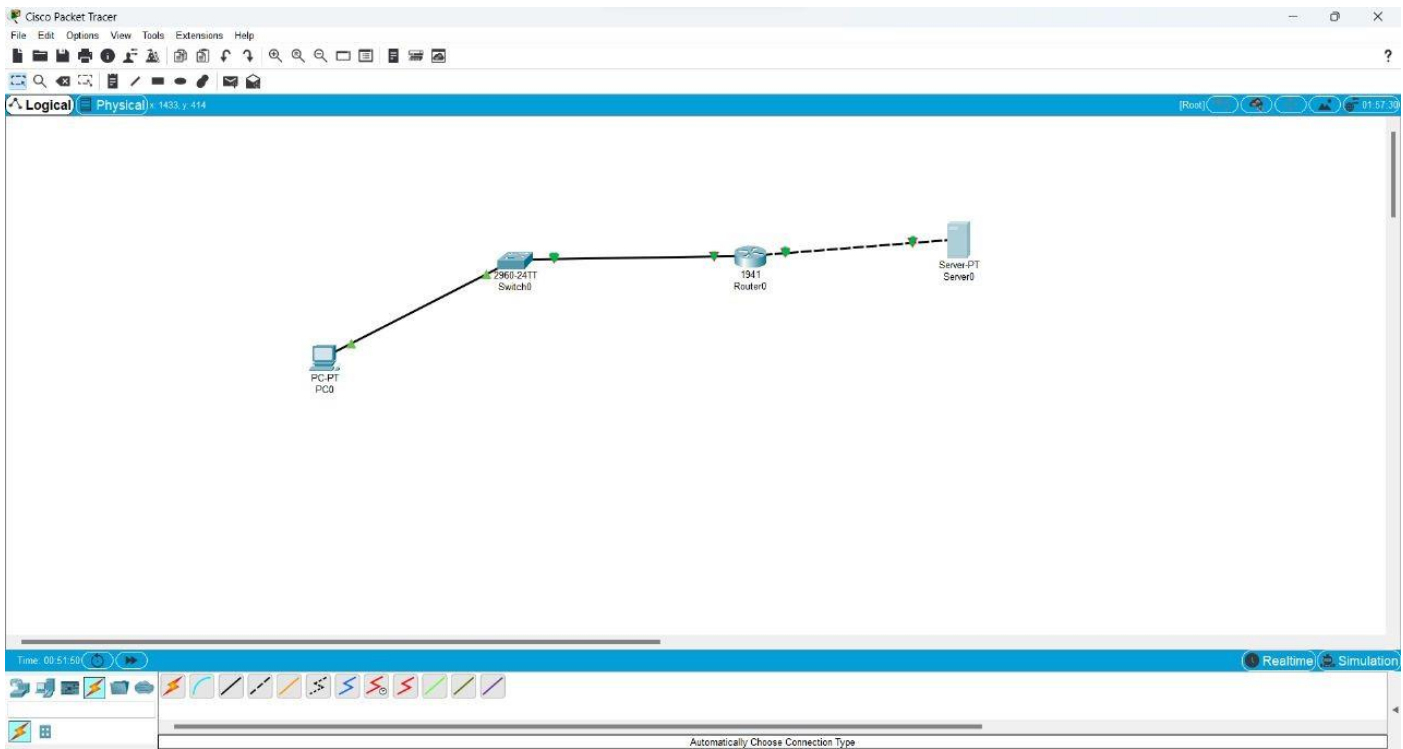 Cisco Packet Tracer
File Edit Options View Tools Extensions Help
?
Logical Physical x: 1433, y: 414 [Root] 01:57:30
2960-24TT
Switch0
1941
Router0
Server-PT
Server0
PC-PT
PC0
Time: 00:51:50 Realtime Simulation
Automatically Choose Connection Type